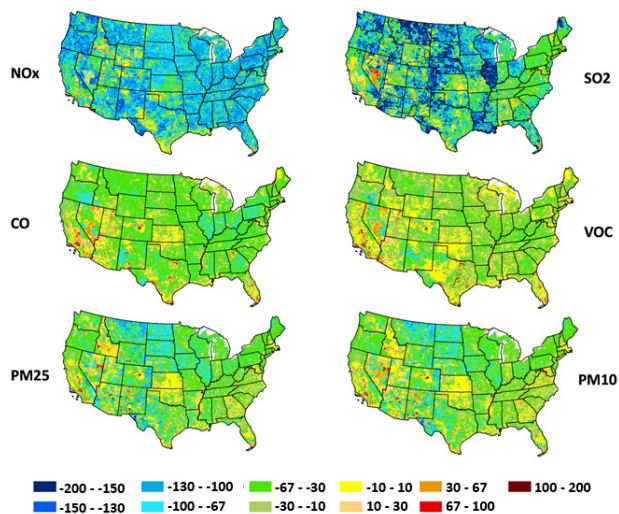 NOx
SO2
CO
VOC
PM25
PM10
-200 - -150
-130 - -100
-67 - -30
-10 - 10
30 - 67
100 - 200
-150 - -130
-100 - -67
-30 - -10
10 - 30
67 - 100